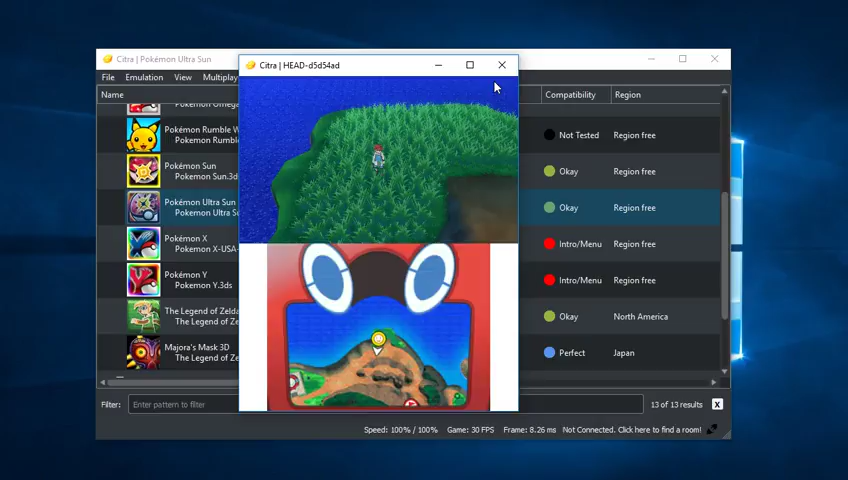 Citra | Pokémon Ultra Sun
Citra | HEAD-d5d54ad
File Emulation View Multiplay
Name Compatibility Region
Pokemon Omega
Pokémon Rumble W
Pokemon Rumble
Not Tested Region free
Pokémon Sun
Pokemon Sun.3d
Okay Region free
Pokémon Ultra Sun
Pokemon Ultra Su
Okay Region free
Pokémon X
Pokemon X-USA-
Intro/Menu Region free
Pokémon Y
Pokemon Y.3ds
Intro/Menu Region free
The Legend of Zelda
The Legend of Ze
Okay North America
Majora's Mask 3D
The Legend of Ze
Perfect Japan
Filter: Enter pattern to filter 13 of 13 results X
Speed: 100% / 100% Game: 30 FPS Frame: 8.26 ms Not Connected. Click here to find a room!